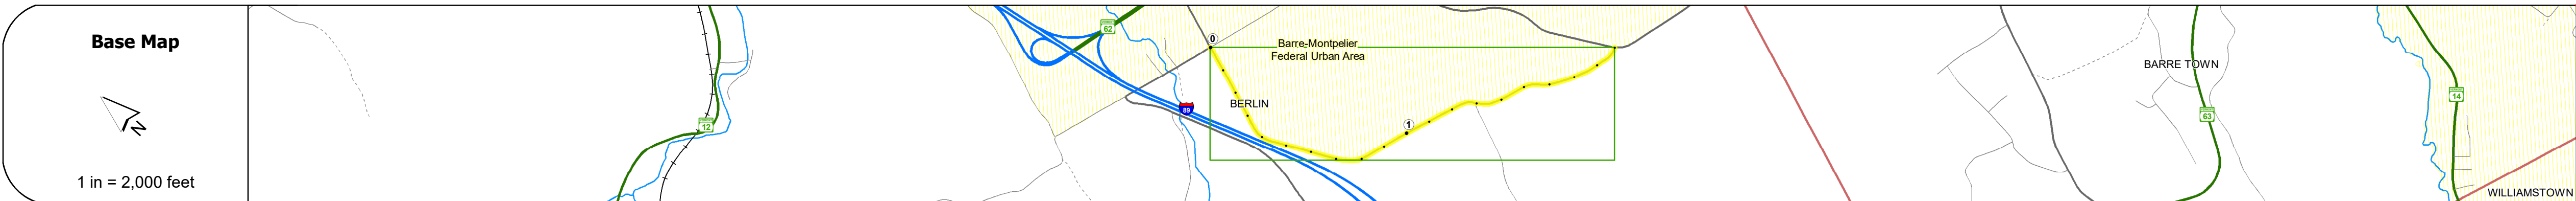 Base Map
N
1 in = 2,000 feet
12
62
89
0
Barre-Montpelier
Federal Urban Area
BERLIN
1
BARRE TOWN
63
14
WILLIAMSTOWN